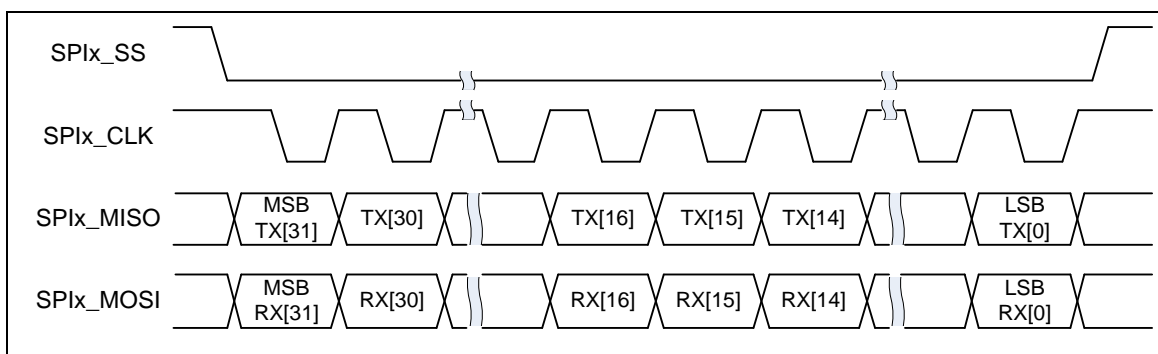 SPIx_SS
SPIx_CLK
SPIx_MISO
MSB
TX[31]
TX[30]
TX[16]
TX[15]
TX[14]
LSB
TX[0]
SPIx_MOSI
MSB
RX[31]
RX[30]
RX[16]
RX[15]
RX[14]
LSB
RX[0]